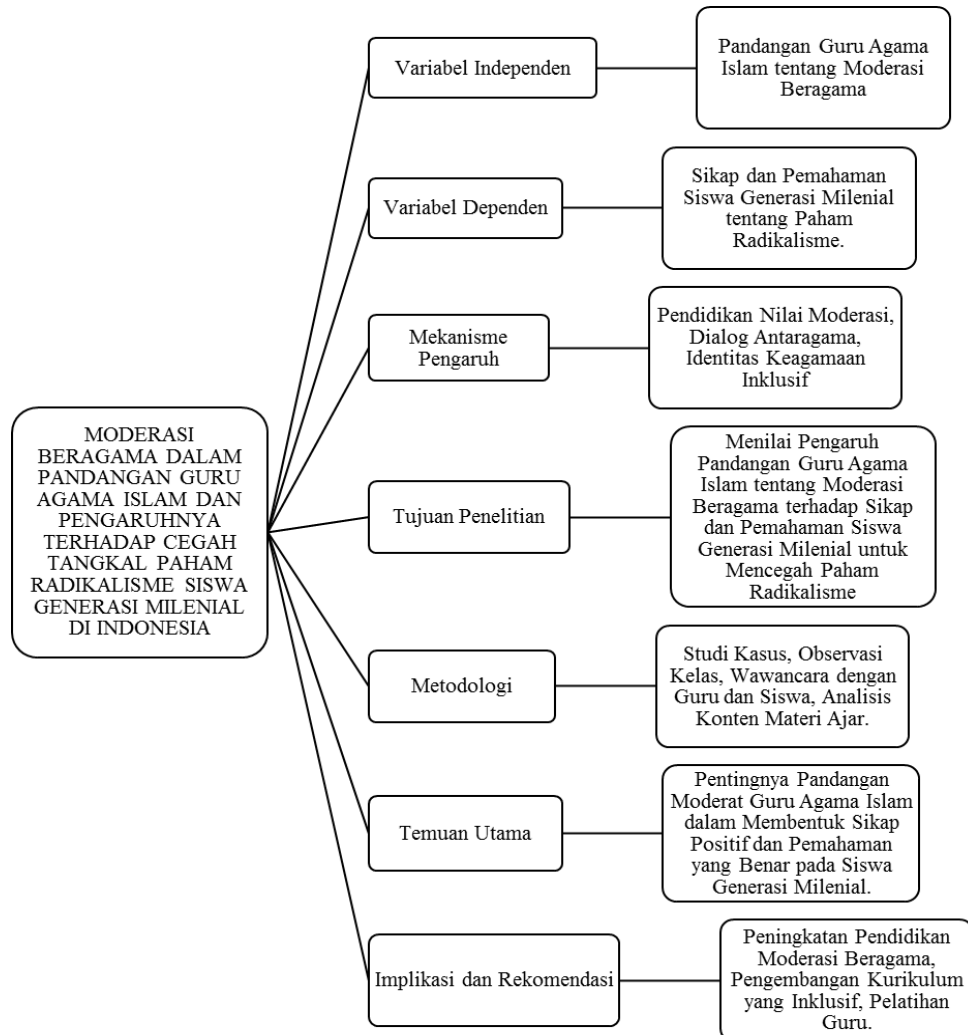 Variabel Independen
Pandangan Guru Agama
Islam tentang Moderasi
Beragama
Variabel Dependen
Sikap dan Pemahaman
Siswa Generasi Milenial
tentang Paham
Radikalisme.
Mekanisme
Pengaruh
Pendidikan Nilai Moderasi,
Dialog Antaragama,
Identitas Keagamaan
Inklusif
MODERASI
BERAGAMA DALAM
PANDANGAN GURU
AGAMA ISLAM DAN
PENGARUHNYA
TERHADAP CEGAH
TANGKAL PAHAM
RADIKALISME SISWA
GENERASI MILENIAL
DI INDONESIA
Tujuan Penelitian
Menilai Pengaruh
Pandangan Guru Agama
Islam tentang Moderasi
Beragama terhadap Sikap
dan Pemahaman Siswa
Generasi Milenial untuk
Mencegah Paham
Radikalisme
Metodologi
Studi Kasus, Observasi
Kelas, Wawancara dengan
Guru dan Siswa, Analisis
Konten Materi Ajar.
Temuan Utama
Pentingnya Pandangan
Moderat Guru Agama Islam
dalam Membentuk Sikap
Positif dan Pemahaman
yang Benar pada Siswa
Generasi Milenial.
Implikasi dan Rekomendasi
Peningkatan Pendidikan
Moderasi Beragama,
Pengembangan Kurikulum
yang Inklusif, Pelatihan
Guru.